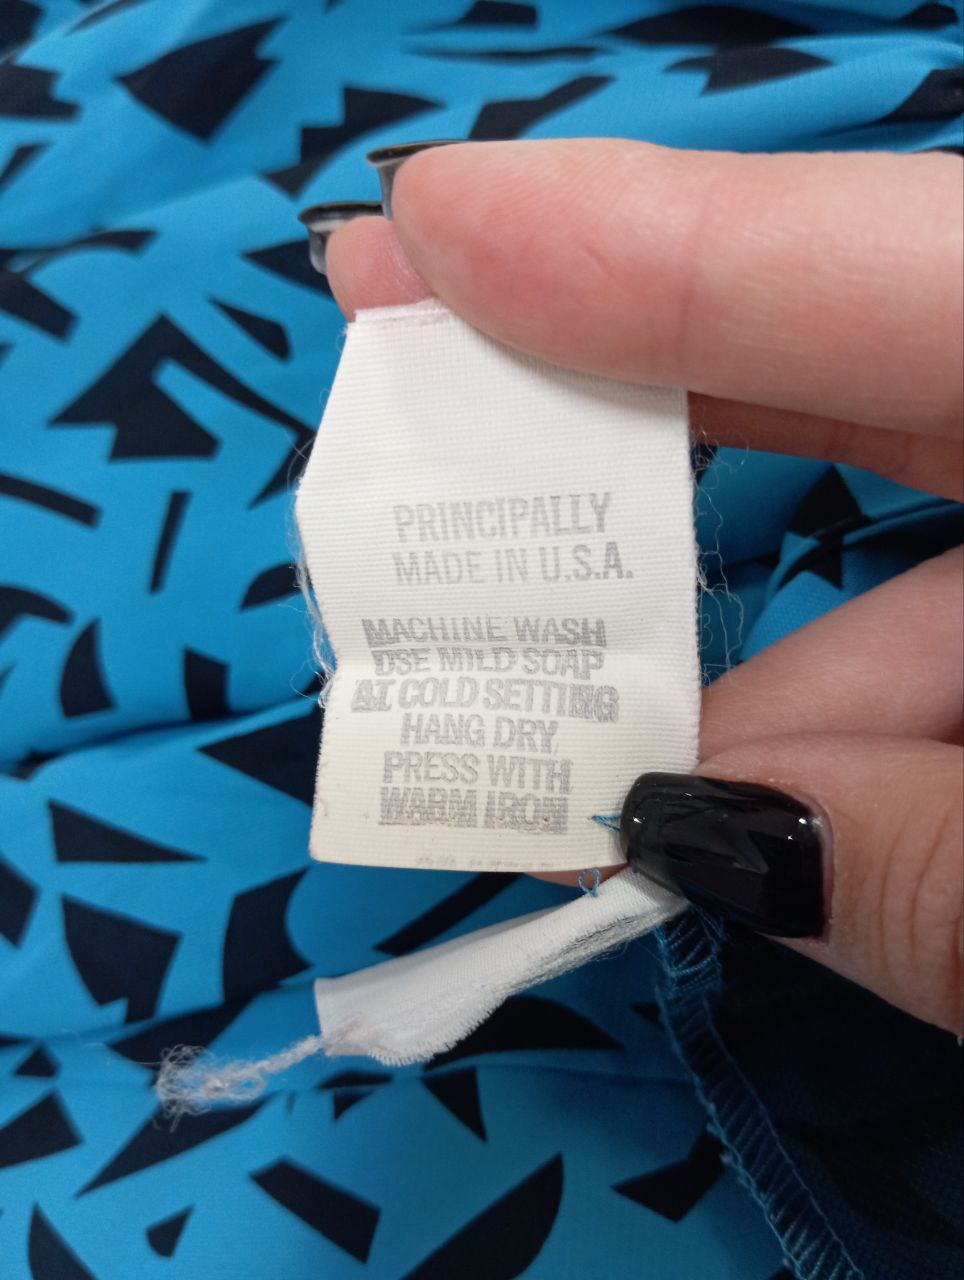 PRINCIPALLY
MADE IN U.S.A.
MACHINE WASH
USE MILD SOAP
AT COLD SETTING
HANG DRY
PRESS WITH
WARM IRON